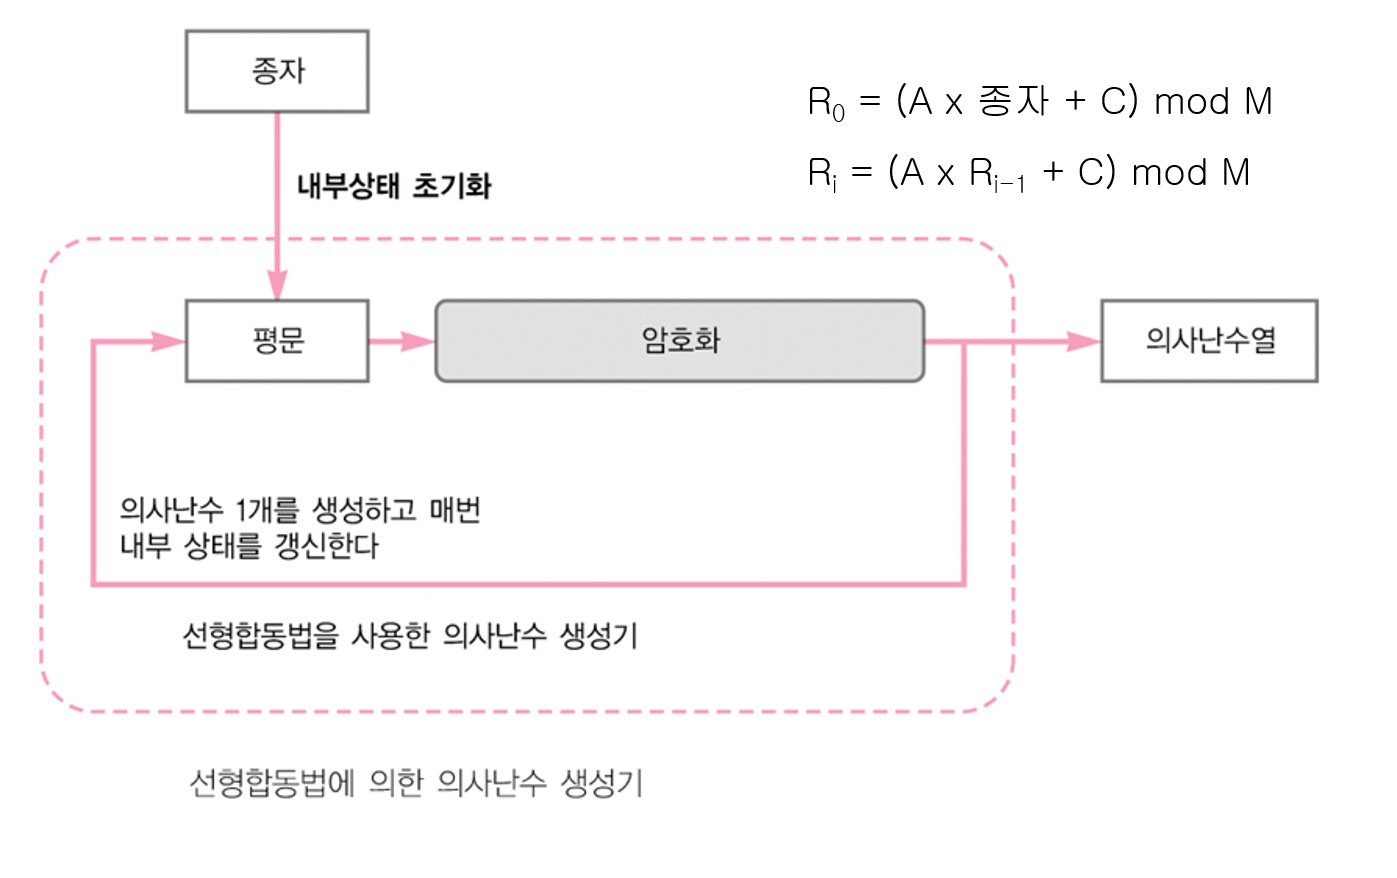 종자
R₀ = (A x 종자 + C) mod M
Rᵢ = (A x Rᵢ₋₁ + C) mod M
내부상태 초기화
평문
암호화
의사난수열
의사난수 1개를 생성하고 매번
내부 상태를 갱신한다
선형합동법을 사용한 의사난수 생성기
선형합동법에 의한 의사난수 생성기